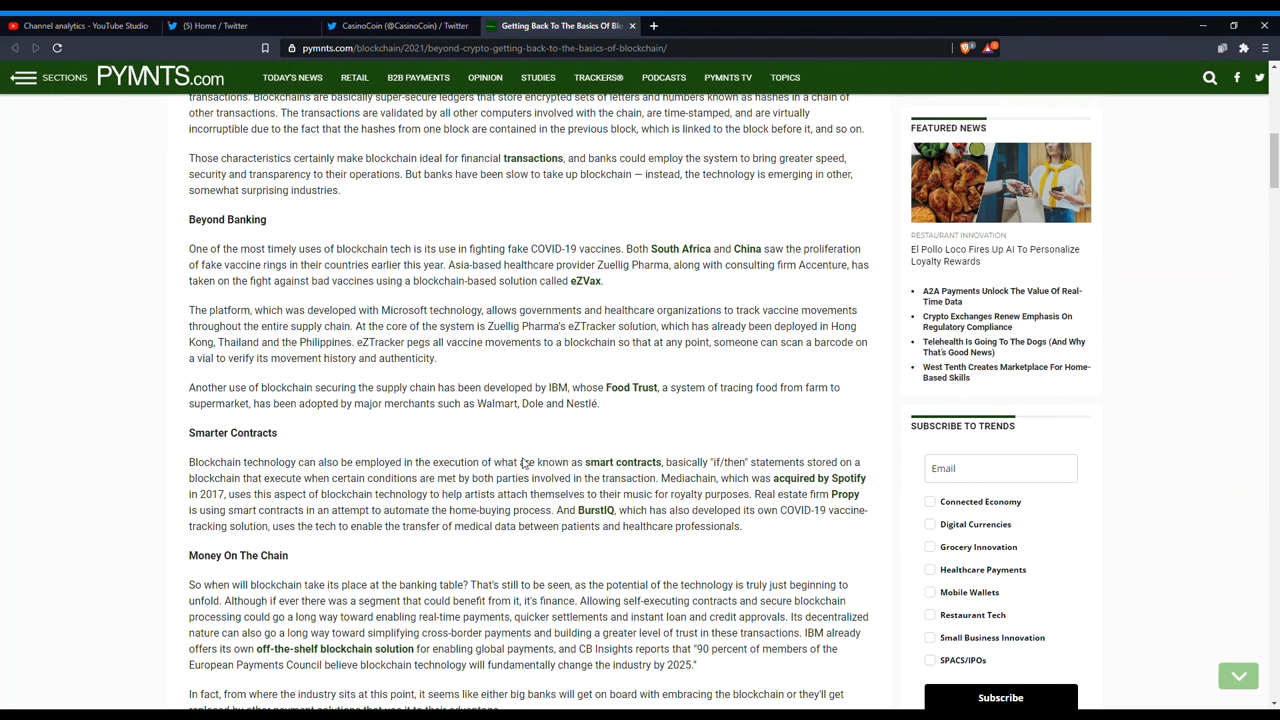 Channel analytics - YouTube Studio
(5) Home / Twitter
CasinoCoin (@CasinoCoin) / Twitter
Getting Back To The Basics Of Blo
pymnts.com/blockchain/2021/beyond-crypto-getting-back-to-the-basics-of-blockchain/
SECTIONS
PYMNTS.com
TODAY'S NEWS
RETAIL
B2B PAYMENTS
OPINION
STUDIES
TRACKERS®
PODCASTS
PYMNTS TV
TOPICS
transactions. Blockchains are basically super-secure ledgers that store encrypted sets of letters and numbers known as hashes in a chain of
other transactions. The transactions are validated by all other computers involved with the chain, are time-stamped, and are virtually
incorruptible due to the fact that the hashes from one block are contained in the previous block, which is linked to the block before it, and so on.
Those characteristics certainly make blockchain ideal for financial transactions, and banks could employ the system to bring greater speed,
security and transparency to their operations. But banks have been slow to take up blockchain — instead, the technology is emerging in other,
somewhat surprising industries.
Beyond Banking
One of the most timely uses of blockchain tech is its use in fighting fake COVID-19 vaccines. Both South Africa and China saw the proliferation
of fake vaccine rings in their countries earlier this year. Asia-based healthcare provider Zuellig Pharma, along with consulting firm Accenture, has
taken on the fight against bad vaccines using a blockchain-based solution called eZVax.
The platform, which was developed with Microsoft technology, allows governments and healthcare organizations to track vaccine movements
throughout the entire supply chain. At the core of the system is Zuellig Pharma's eZTracker solution, which has already been deployed in Hong
Kong, Thailand and the Philippines. eZTracker pegs all vaccine movements to a blockchain so that at any point, someone can scan a barcode on
a vial to verify its movement history and authenticity.
Another use of blockchain securing the supply chain has been developed by IBM, whose Food Trust, a system of tracing food from farm to
supermarket, has been adopted by major merchants such as Walmart, Dole and Nestlé.
Smarter Contracts
Blockchain technology can also be employed in the execution of what are known as smart contracts, basically "if/then" statements stored on a
blockchain that execute when certain conditions are met by both parties involved in the transaction. Mediachain, which was acquired by Spotify
in 2017, uses this aspect of blockchain technology to help artists attach themselves to their music for royalty purposes. Real estate firm Propy
is using smart contracts in an attempt to automate the home-buying process. And BurstIQ, which has also developed its own COVID-19 vaccine-
tracking solution, uses the tech to enable the transfer of medical data between patients and healthcare professionals.
Money On The Chain
So when will blockchain take its place at the banking table? That's still to be seen, as the potential of the technology is truly just beginning to
unfold. Although if ever there was a segment that could benefit from it, it's finance. Allowing self-executing contracts and secure blockchain
processing could go a long way toward enabling real-time payments, quicker settlements and instant loan and credit approvals. Its decentralized
nature can also go a long way toward simplifying cross-border payments and building a greater level of trust in these transactions. IBM already
offers its own off-the-shelf blockchain solution for enabling global payments, and CB Insights reports that "90 percent of members of the
European Payments Council believe blockchain technology will fundamentally change the industry by 2025."
In fact, from where the industry sits at this point, it seems like either big banks will get on board with embracing the blockchain or they'll get
replaced by other payment solutions that use it to their advantage.
FEATURED NEWS
RESTAURANT INNOVATION
El Pollo Loco Fires Up AI To Personalize
Loyalty Rewards
A2A Payments Unlock The Value Of Real-
Time Data
Crypto Exchanges Renew Emphasis On
Regulatory Compliance
Telehealth Is Going To The Dogs (And Why
That's Good News)
West Tenth Creates Marketplace For Home-
Based Skills
SUBSCRIBE TO TRENDS
Email
Connected Economy
Digital Currencies
Grocery Innovation
Healthcare Payments
Mobile Wallets
Restaurant Tech
Small Business Innovation
SPACS/IPOs
Subscribe